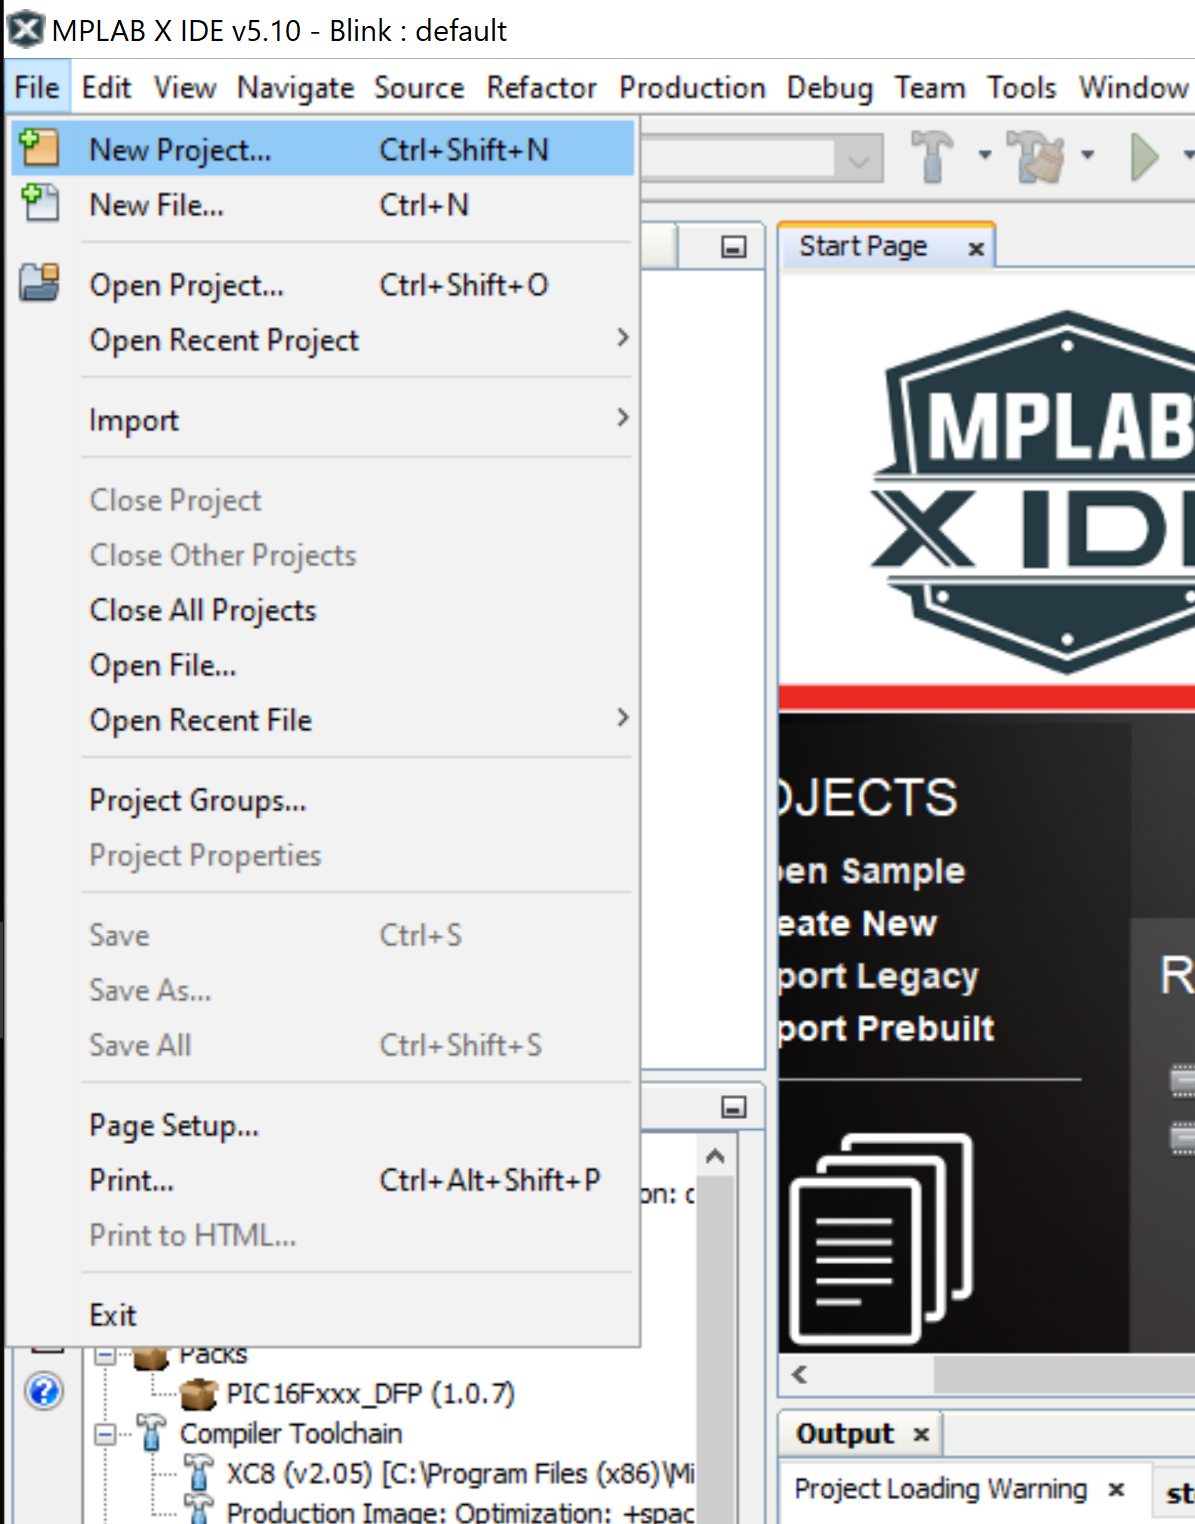 MPLAB X IDE v5.10 - Blink : default
File Edit View Navigate Source Refactor Production Debug Team Tools Window
New Project... Ctrl+Shift+N
New File... Ctrl+N
Open Project... Ctrl+Shift+O
Open Recent Project
Import
Close Project
Close Other Projects
Close All Projects
Open File...
Open Recent File
Project Groups...
Project Properties
Save Ctrl+S
Save As...
Save All Ctrl+Shift+S
Page Setup...
Print... Ctrl+Alt+Shift+P
Print to HTML...
Exit
on: c
Packs
PIC16Fxxx_DFP (1.0.7)
Compiler Toolchain
XC8 (v2.05) [C:\Program Files (x86)\Mi
Production Image: Optimization: +spac
Start Page
MPLAB
X IDE
OJECTS
pen Sample
eate New
port Legacy
port Prebuilt
R
Output
Project Loading Warning
st